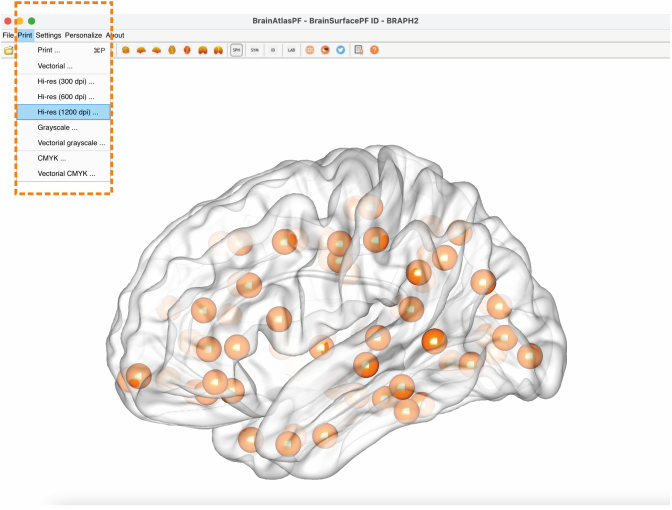 BrainAtlasPF - BrainSurfacePF ID - BRAPH2
File Print Settings Personalize About
SPH SYM ID LAB
Print ... ⌘P
Vectorial ...
Hi-res (300 dpi) ...
Hi-res (600 dpi) ...
Hi-res (1200 dpi) ...
Grayscale ...
Vectorial grayscale ...
CMYK ...
Vectorial CMYK ...